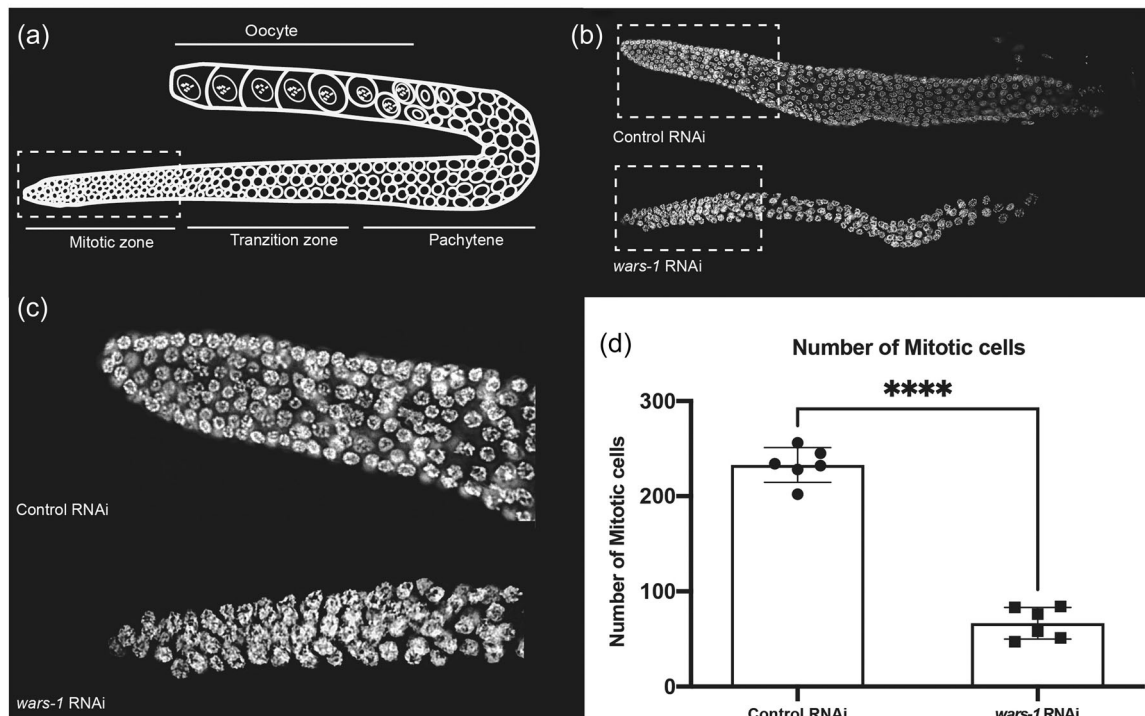 (a)
Oocyte
Mitotic zone
Tranzition zone
Pachytene
(b)
Control RNAi
wars-1 RNAi
(c)
Control RNAi
wars-1 RNAi
(d)
Number of Mitotic cells
****
Number of Mitotic cells
300
200
100
0
Control RNAi
wars-1 RNAi